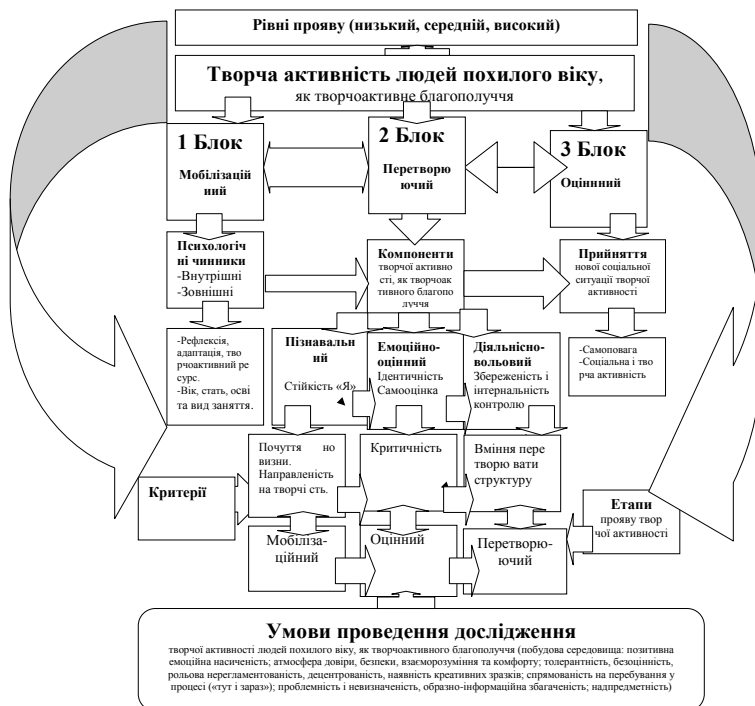 Рівні прояву (низький, середній, високий)
Творча активність людей похилого віку,
як творчоактивне благополуччя
1 Блок
Мобілізацій
иий
2 Блок
Перетворю
ючий
3 Блок
Оціннний
Психологіч
ні чинники
-Внутрішні
-Зовнішні
Компоненти
творчої активно
сті, як творчоак
тивного благопо
луччя
Прийняття
нової соціальної
ситуації творчої
активності
-Рефлексія,
адаптація, тво
рчоактивний ре
сурс.
-Вік, стать, осві
та вид заняття.
Пізнавальн
ий
Стійкість «Я»
Емоційно-
оцінний
Ідентичність
Самооцінка
Діяльнісно-
вольовий
Збереженість і
інтернальність
контролю
-Самоповага
-Соціальна і тво
рча активність
Критерії
Почуття но
визни.
Направленість
на творчі сть.
Критичність
Вміння пере
творю вати
структуру
Етапи
прояву твор
чої активності
Мобіліза-
ційний
Оцінний
Перетворю-
ючий
Умови проведення дослідження
творчої активності людей похилого віку, як творчоактивного благополуччя (побудова середовища: позитивна
емоційна насиченість; атмосфера довіри, безпеки, взаєморозуміння та комфорту; толерантність, безоцінність,
рольова нерегламентованість, децентрованість, наявність креативних зразків; спрямованість на перебування у
процесі («тут і зараз»); проблемність і невизначеність, образно-інформаційна збагаченість; надпредметність)